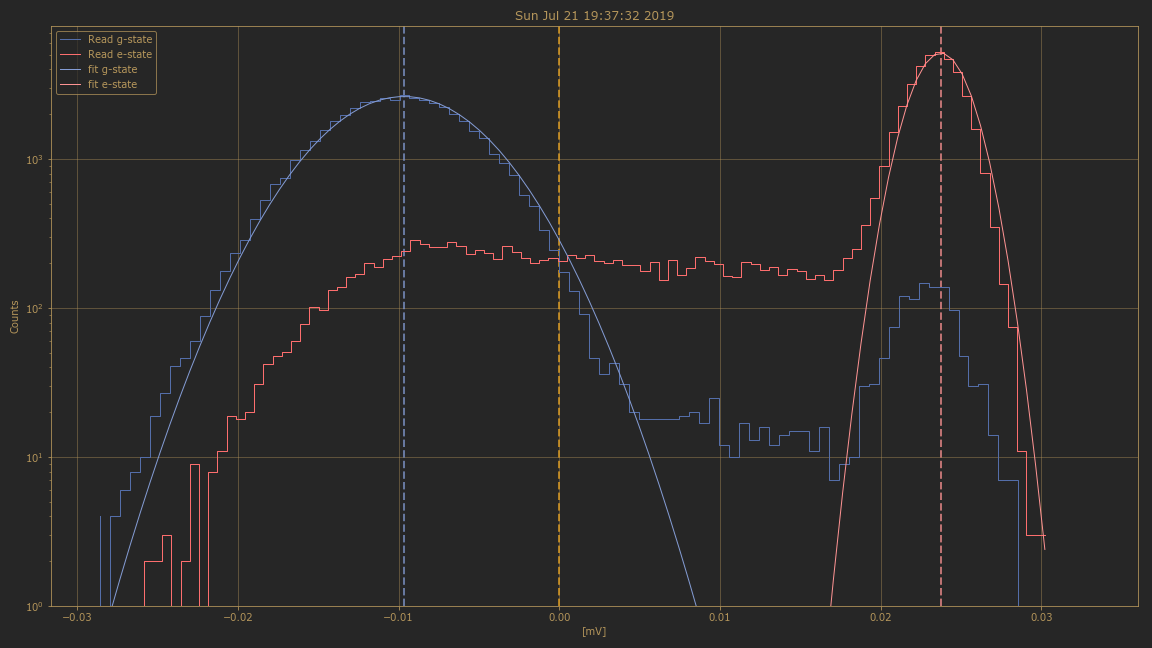 Sun Jul 21 19:37:32 2019
Read g-state
Read e-state
fit g-state
fit e-state
Counts
10³
10²
10¹
10⁰
−0.03
−0.02
−0.01
0.00
0.01
0.02
0.03
[mV]